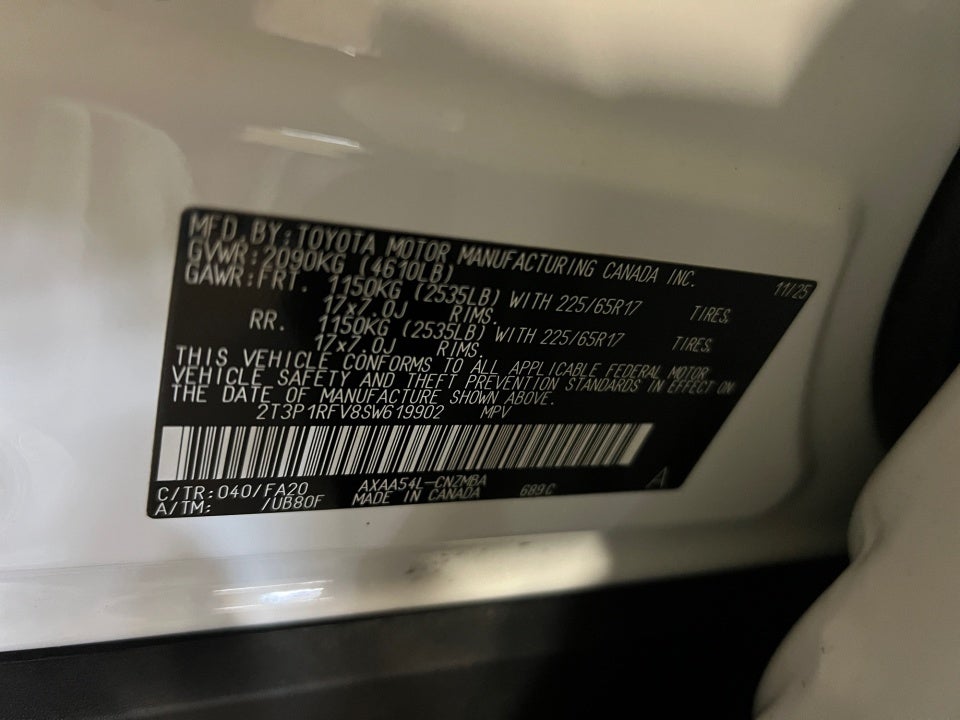 MFD. BY: TOYOTA MOTOR MANUFACTURING CANADA INC. 11/25
GVWR: 2090KG (4610LB)
GAWR: FRT. 1150KG (2535LB) WITH 225/65R17 TIRES,
17x7.0J RIMS,
RR. 1150KG (2535LB) WITH 225/65R17 TIRES,
17x7.0J RIMS.
THIS VEHICLE CONFORMS TO ALL APPLICABLE FEDERAL MOTOR
VEHICLE SAFETY AND THEFT PREVENTION STANDARDS IN EFFECT ON
THE DATE OF MANUFACTURE SHOWN ABOVE.
2T3P1RFV8SW619902 MPV
C/TR: 040/FA20 AXAA54L-CNZMBA 689C A
A/TM: /UB80F MADE IN CANADA